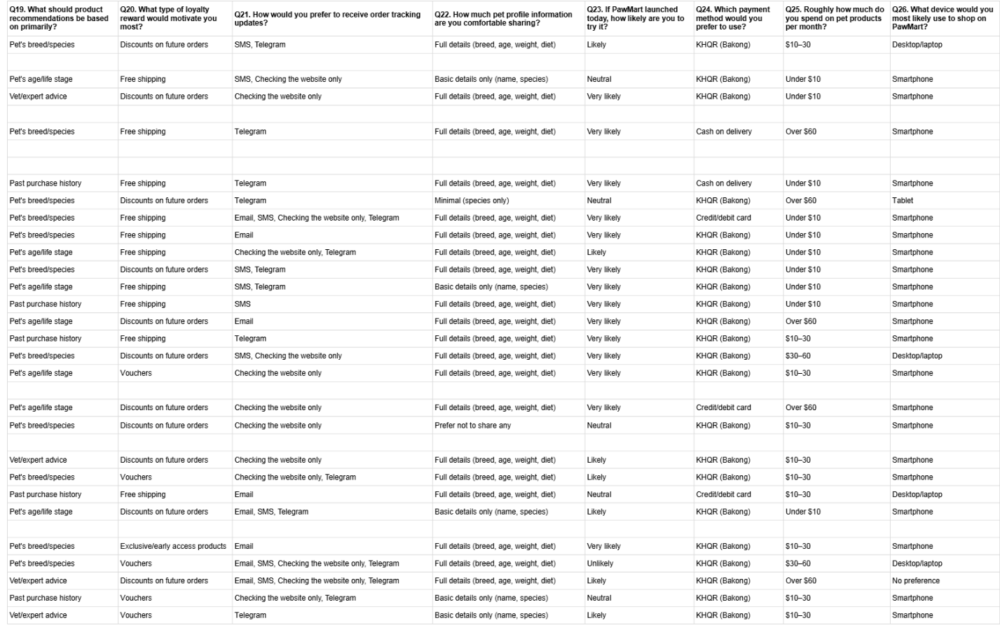 Q19. What should product recommendations be based on primarily? Q20. What type of loyalty reward would motivate you most? Q21. How would you prefer to receive order tracking updates? Q22. How much pet profile information are you comfortable sharing? Q23. If PawMart launched today, how likely are you to try it? Q24. Which payment method would you prefer to use? Q25. Roughly how much do you spend on pet products per month? Q26. What device would you most likely use to shop on PawMart?
Pet's breed/species Discounts on future orders SMS, Telegram Full details (breed, age, weight, diet) Likely KHQR (Bakong) $10–30 Desktop/laptop
Pet's age/life stage Free shipping SMS, Checking the website only Basic details only (name, species) Neutral KHQR (Bakong) Under $10 Smartphone
Vet/expert advice Discounts on future orders Checking the website only Full details (breed, age, weight, diet) Very likely KHQR (Bakong) Under $10 Smartphone
Pet's breed/species Free shipping Telegram Full details (breed, age, weight, diet) Very likely Cash on delivery Over $60 Smartphone
Past purchase history Free shipping Telegram Full details (breed, age, weight, diet) Very likely Cash on delivery Under $10 Smartphone
Pet's breed/species Discounts on future orders Telegram Minimal (species only) Neutral KHQR (Bakong) Over $60 Tablet
Pet's breed/species Free shipping Email, SMS, Checking the website only, Telegram Full details (breed, age, weight, diet) Very likely Credit/debit card Under $10 Smartphone
Pet's breed/species Free shipping Email Full details (breed, age, weight, diet) Very likely KHQR (Bakong) Under $10 Smartphone
Pet's age/life stage Free shipping Checking the website only, Telegram Full details (breed, age, weight, diet) Likely KHQR (Bakong) Under $10 Smartphone
Pet's breed/species Discounts on future orders SMS, Telegram Full details (breed, age, weight, diet) Very likely KHQR (Bakong) Under $10 Smartphone
Pet's age/life stage Free shipping SMS, Telegram Basic details only (name, species) Very likely KHQR (Bakong) Under $10 Smartphone
Past purchase history Free shipping SMS Full details (breed, age, weight, diet) Very likely KHQR (Bakong) Under $10 Smartphone
Pet's age/life stage Discounts on future orders Email Full details (breed, age, weight, diet) Very likely KHQR (Bakong) Over $60 Smartphone
Past purchase history Free shipping Telegram Full details (breed, age, weight, diet) Very likely KHQR (Bakong) $10–30 Smartphone
Pet's breed/species Discounts on future orders SMS, Checking the website only Full details (breed, age, weight, diet) Very likely KHQR (Bakong) $30–60 Desktop/laptop
Pet's age/life stage Vouchers Checking the website only Full details (breed, age, weight, diet) Very likely KHQR (Bakong) $10–30 Smartphone
Pet's age/life stage Discounts on future orders Checking the website only Full details (breed, age, weight, diet) Very likely Credit/debit card Over $60 Smartphone
Pet's breed/species Discounts on future orders Checking the website only Prefer not to share any Neutral KHQR (Bakong) $10–30 Smartphone
Vet/expert advice Discounts on future orders Checking the website only Full details (breed, age, weight, diet) Likely KHQR (Bakong) $10–30 Smartphone
Pet's breed/species Vouchers Checking the website only, Telegram Full details (breed, age, weight, diet) Likely KHQR (Bakong) $10–30 Smartphone
Past purchase history Free shipping Email Full details (breed, age, weight, diet) Neutral Credit/debit card $10–30 Desktop/laptop
Pet's age/life stage Discounts on future orders Email, SMS, Telegram Basic details only (name, species) Likely KHQR (Bakong) Under $10 Smartphone
Pet's breed/species Exclusive/early access products Email Full details (breed, age, weight, diet) Very likely KHQR (Bakong) $10–30 Smartphone
Pet's breed/species Vouchers Email, SMS, Checking the website only, Telegram Full details (breed, age, weight, diet) Unlikely KHQR (Bakong) $30–60 Desktop/laptop
Vet/expert advice Discounts on future orders Email, SMS, Checking the website only, Telegram Full details (breed, age, weight, diet) Likely KHQR (Bakong) Over $60 No preference
Past purchase history Vouchers Checking the website only, Telegram Basic details only (name, species) Neutral KHQR (Bakong) $10–30 Smartphone
Vet/expert advice Vouchers Telegram Basic details only (name, species) Likely KHQR (Bakong) $10–30 Smartphone